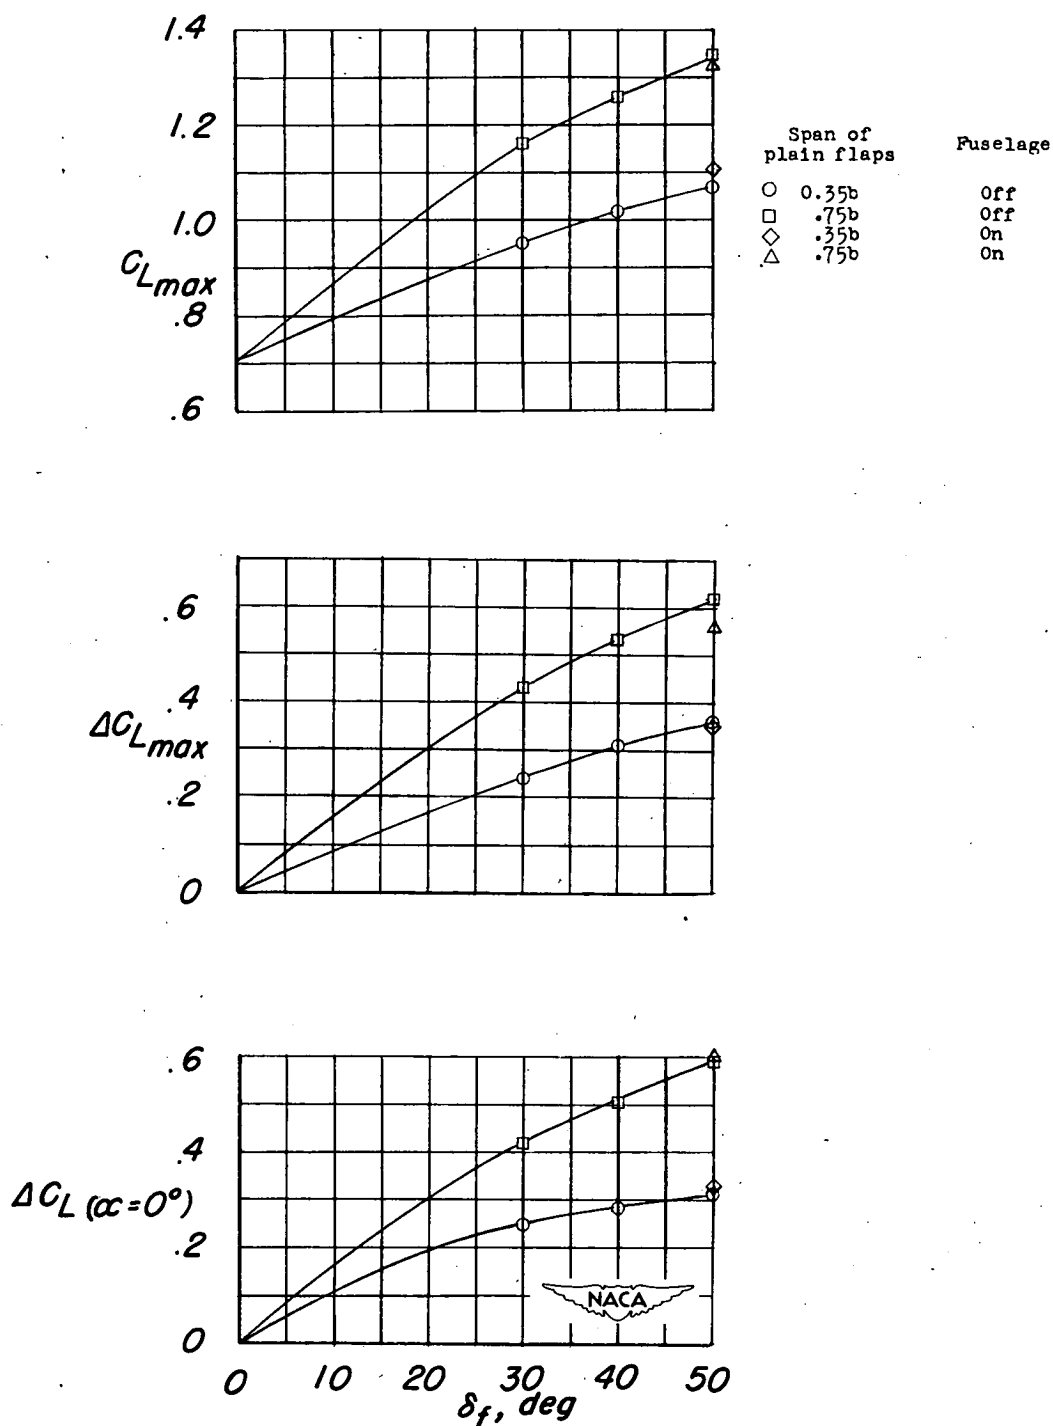 1.4
1.2
1.0
C_Lmax
.8
.6
Span of plain flaps Fuselage
○ 0.35b Off
□ .75b Off
◇ .35b On
△ .75b On
.6
.4
ΔC_Lmax
.2
0
.6
.4
ΔC_L (α=0°)
.2
0
NACA
0 10 20 30 40 50
δ_f, deg